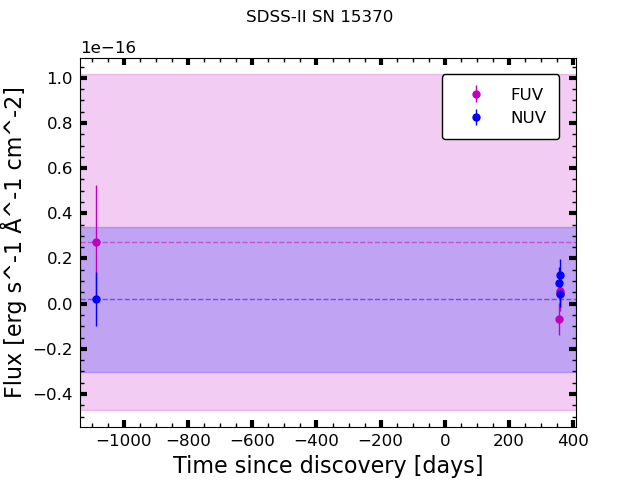 SDSS-II SN 15370
1e−16
FUV
NUV
1.0
0.8
0.6
0.4
0.2
0.0
−0.2
−0.4
Flux [erg s^-1 Å^-1 cm^-2]
−1000 −800 −600 −400 −200 0 200 400
Time since discovery [days]